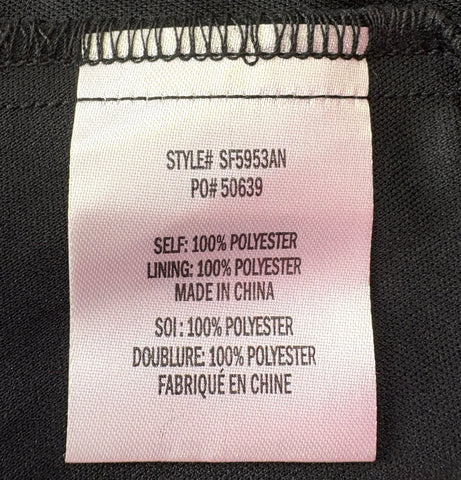 STYLE# SF5953AN
PO# 50639
SELF: 100% POLYESTER
LINING: 100% POLYESTER
MADE IN CHINA
SOI : 100% POLYESTER
DOUBLURE: 100% POLYESTER
FABRIQUÉ EN CHINE